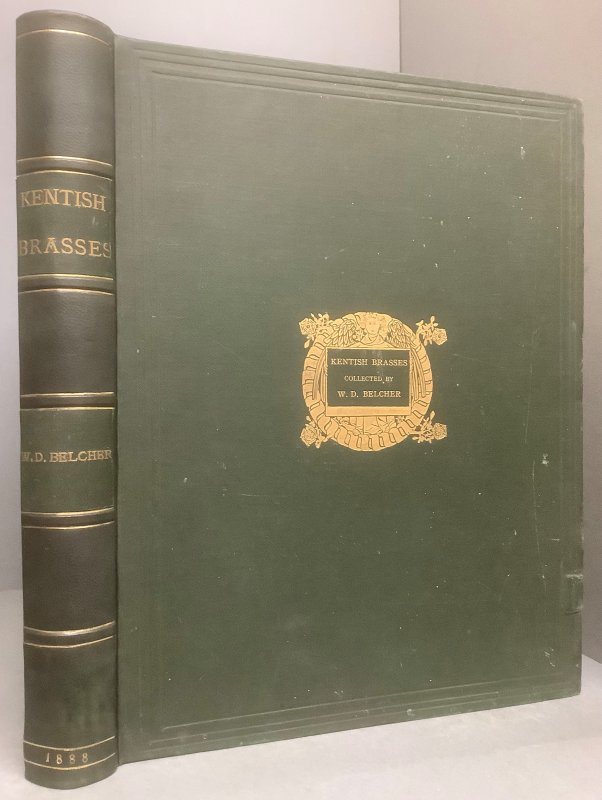 KENTISH
BRASSES
W. D. BELCHER
1888
KENTISH BRASSES
COLLECTED BY
W. D. BELCHER